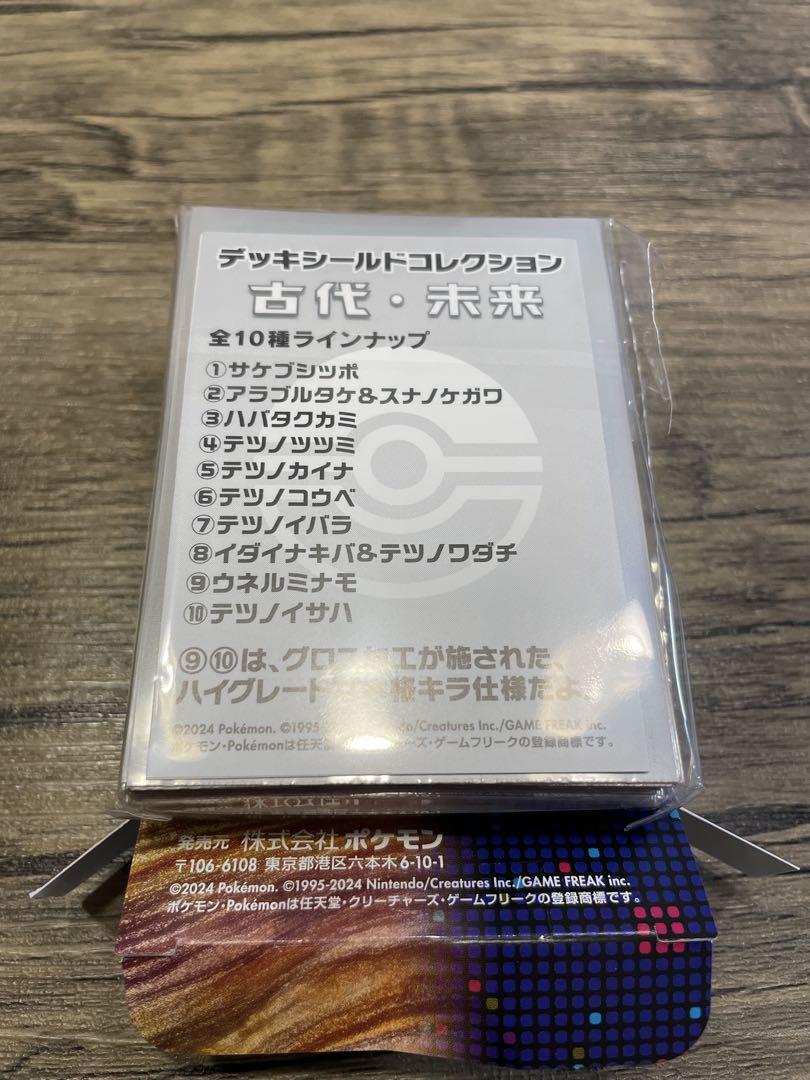 デッキシールドコレクション
古代・未来
全10種ラインナップ
①サケブシッポ
②アラブルタケ&スナノケガワ
③ハバタクカミ
④テツノツツミ
⑤テツノカイナ
⑥テツノコウベ
⑦テツノイバラ
⑧イダイナキバ&テツノワダチ
⑨ウネルミナモ
⑩テツノイサハ
⑨⑩は、グロス加工が施された、
ハイグレード キラ仕様だよ
©2024 Pokémon. ©1995- Nintendo/Creatures Inc./GAME FREAK inc.
ポケモン・Pokémonは任天堂・ ーズ・ゲームフリークの登録商標です。
発売元 株式会社 ポケモン
〒106-6108 東京都港区六本木6-10-1
©2024 Pokémon. ©1995-2024 Nintendo/Creatures Inc./GAME FREAK inc.
ポケモン・Pokémonは任天堂・クリーチャーズ・ゲームフリークの登録商標です。